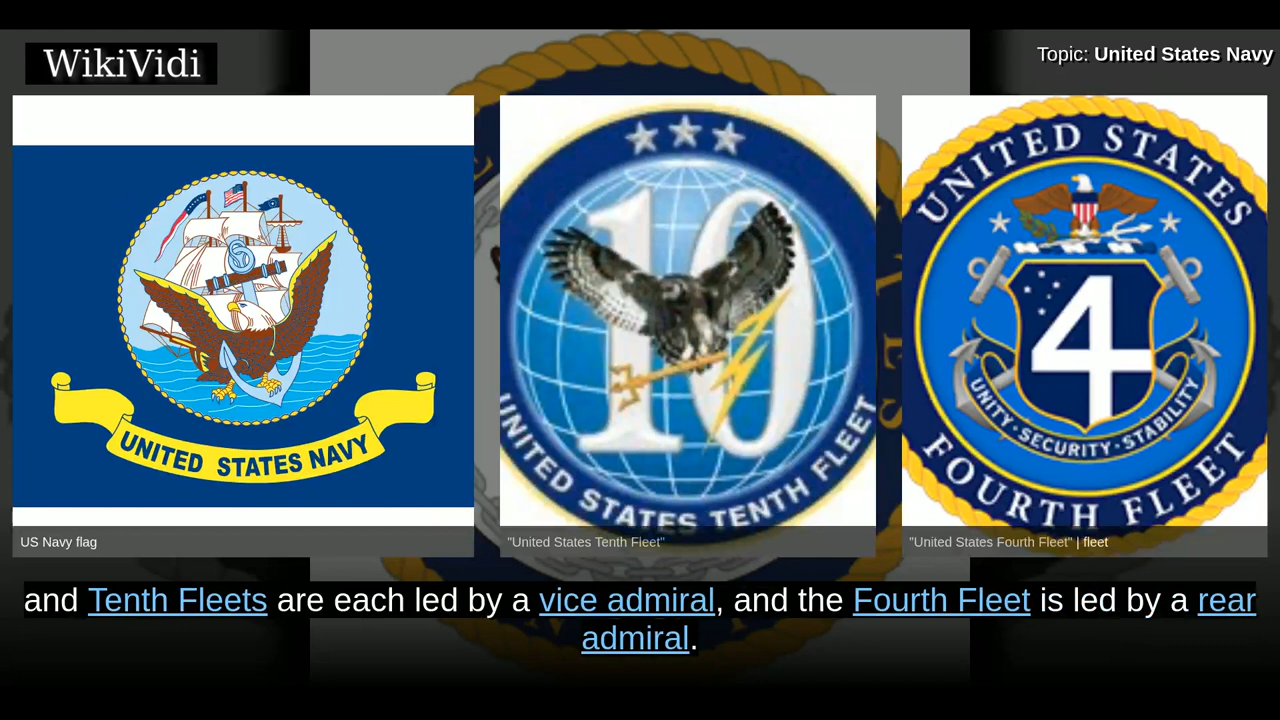 WikiVidi
Topic: United States Navy
UNITED STATES NAVY
10
UNITED STATES TENTH FLEET
UNITED STATES
4
UNITY · SECURITY · STABILITY
FOURTH FLEET
US Navy flag
"United States Tenth Fleet"
"United States Fourth Fleet" | fleet
and Tenth Fleets are each led by a vice admiral, and the Fourth Fleet is led by a rear
admiral.